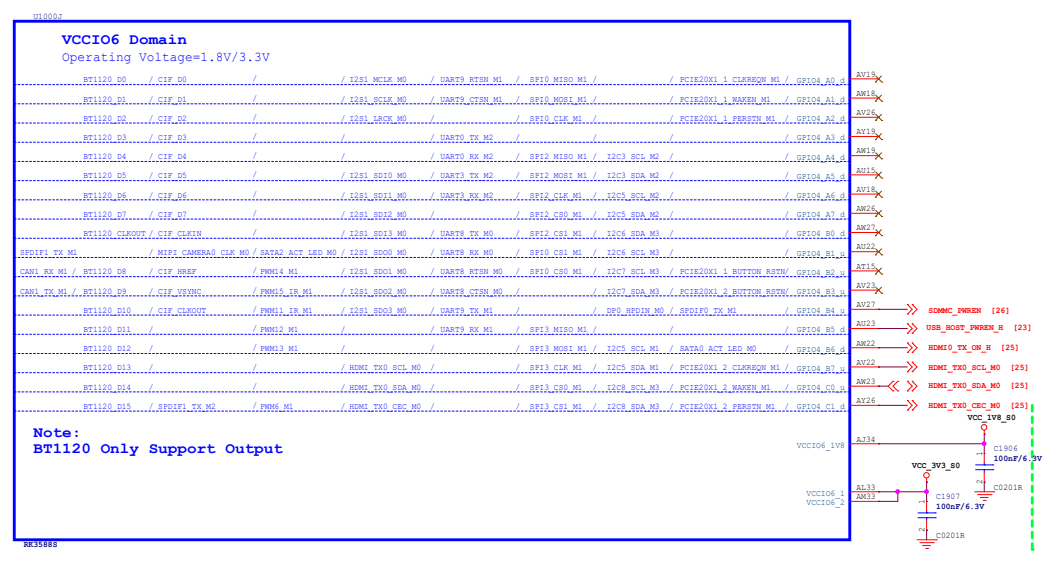 U1000J
VCCIO6 Domain
Operating Voltage=1.8V/3.3V
BT1120_D0 / CIF_D0 / / I2S1_MCLK_M0 / UART9_RTSN_M1 / SPI0_MISO_M1 / / PCIE20X1_1_CLKREQN_M1 / GPIO4_A0_d AV19
BT1120_D1 / CIF_D1 / / I2S1_SCLK_M0 / UART9_CTSN_M1 / SPI0_MOSI_M1 / / PCIE20X1_1_WAKEN_M1 / GPIO4_A1_d AW18
BT1120_D2 / CIF_D2 / / I2S1_LRCK_M0 / / SPI0_CLK_M1 / / PCIE20X1_1_PERSTN_M1 / GPIO4_A2_d AV26
BT1120_D3 / CIF_D3 / / / UART0_TX_M2 / / / / GPIO4_A3_d AY19
BT1120_D4 / CIF_D4 / / / UART0_RX_M2 / SPI2_MISO_M1 / I2C3_SCL_M2 / / GPIO4_A4_d AW19
BT1120_D5 / CIF_D5 / / I2S1_SDI0_M0 / UART3_TX_M2 / SPI2_MOSI_M1 / I2C3_SDA_M2 / / GPIO4_A5_d AU15
BT1120_D6 / CIF_D6 / / I2S1_SDI1_M0 / UART3_RX_M2 / SPI2_CLK_M1 / I2C5_SCL_M2 / / GPIO4_A6_d AV18
BT1120_D7 / CIF_D7 / / I2S1_SDI2_M0 / / SPI2_CS0_M1 / I2C5_SDA_M2 / / GPIO4_A7_d AW26
BT1120_CLKOUT / CIF_CLKIN / / I2S1_SDI3_M0 / UART8_TX_M0 / SPI2_CS1_M1 / I2C6_SDA_M3 / / GPIO4_B0_d AW27
SPDIF1_TX_M1 / MIPI_CAMERA0_CLK_M0 / SATA2_ACT_LED_M0 / I2S1_SDO0_M0 / UART8_RX_M0 / SPI0_CS1_M1 / I2C6_SCL_M3 / / GPIO4_B1_u AU22
CAN1_RX_M1 / BT1120_D8 / CIF_HREF / PWM14_M1 / I2S1_SDO1_M0 / UART8_RTSN_M0 / SPI0_CS0_M1 / I2C7_SCL_M3 / PCIE20X1_1_BUTTON_RSTN/ GPIO4_B2_u AT15
CAN1_TX_M1 / BT1120_D9 / CIF_VSYNC / PWM15_IR_M1 / I2S1_SDO2_M0 / UART8_CTSN_M0 / / I2C7_SDA_M3 / PCIE20X1_2_BUTTON_RSTN/ GPIO4_B3_u AV23
BT1120_D10 / CIF_CLKOUT / PWM11_IR_M1 / I2S1_SDO3_M0 / UART9_TX_M1 / / DP0_HPDIN_M0 / SPDIF0_TX_M1 / GPIO4_B4_u AV27 SDMMC_PWREN [26]
BT1120_D11 / / PWM12_M1 / / UART9_RX_M1 / SPI3_MISO_M1 / / / GPIO4_B5_d AU23 USB_HOST_PWREN_H [23]
BT1120_D12 / / PWM13_M1 / / / SPI3_MOSI_M1 / I2C5_SCL_M1 / SATA0_ACT_LED_M0 / GPIO4_B6_d AW22 HDMI0_TX_ON_H [25]
BT1120_D13 / / / HDMI_TX0_SCL_M0 / / SPI3_CLK_M1 / I2C5_SDA_M1 / PCIE20X1_2_CLKREQN_M1 / GPIO4_B7_u AV22 HDMI_TX0_SCL_M0 [25]
BT1120_D14 / / / HDMI_TX0_SDA_M0 / / SPI3_CS0_M1 / I2C8_SCL_M3 / PCIE20X1_2_WAKEN_M1 / GPIO4_C0_u AW23 HDMI_TX0_SDA_M0 [25]
BT1120_D15 / SPDIF1_TX_M2 / PWM6_M1 / HDMI_TX0_CEC_M0 / / SPI3_CS1_M1 / I2C8_SDA_M3 / PCIE20X1_2_PERSTN_M1 / GPIO4_C1_d AY26 HDMI_TX0_CEC_M0 [25]
VCC_1V8_S0
Note:
BT1120 Only Support Output
VCCIO6_1V8 AJ34
1 C1906
100nF/6.3V
2 C0201R
VCC_3V3_S0
VCCIO6_1 AL33
VCCIO6_2 AM33
1 C1907
100nF/6.3V
2 C0201R
RK3588S